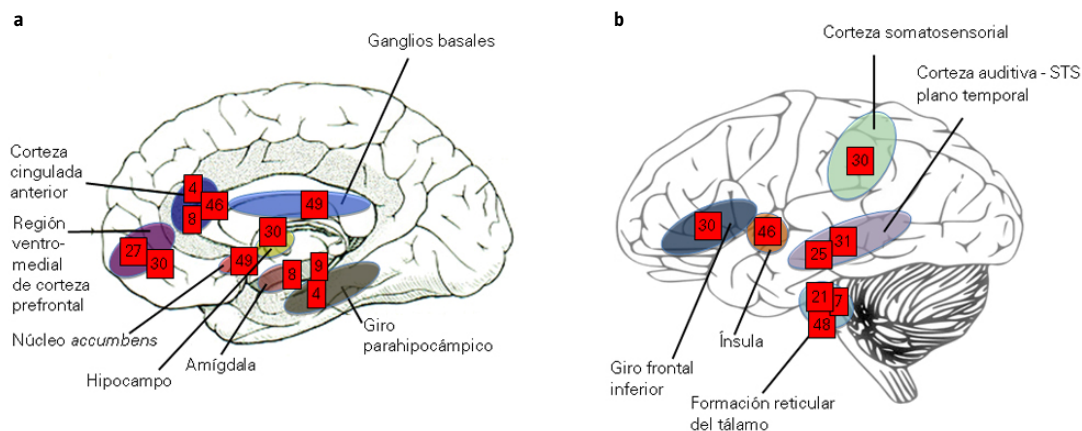 a
Ganglios basales
Corteza
cingulada
anterior
Región
ventro-
medial
de corteza
prefrontal
4
46
8
49
30
27
30
49
8
9
4
Núcleo accumbens
Hipocampo
Amígdala
Giro
parahipocámpico
b
Corteza somatosensorial
Corteza auditiva - STS
plano temporal
30
30
46
31
25
21
7
48
Ínsula
Giro frontal
inferior
Formación reticular
del tálamo